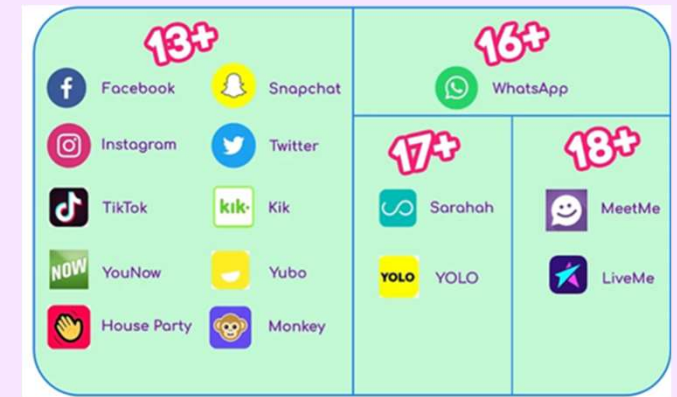 13+
Facebook
Snapchat
Instagram
Twitter
TikTok
kik.
Kik
NOW
YouNow
Yubo
House Party
Monkey
16+
WhatsApp
17+
Sarahah
YOLO
YOLO
18+
MeetMe
LiveMe